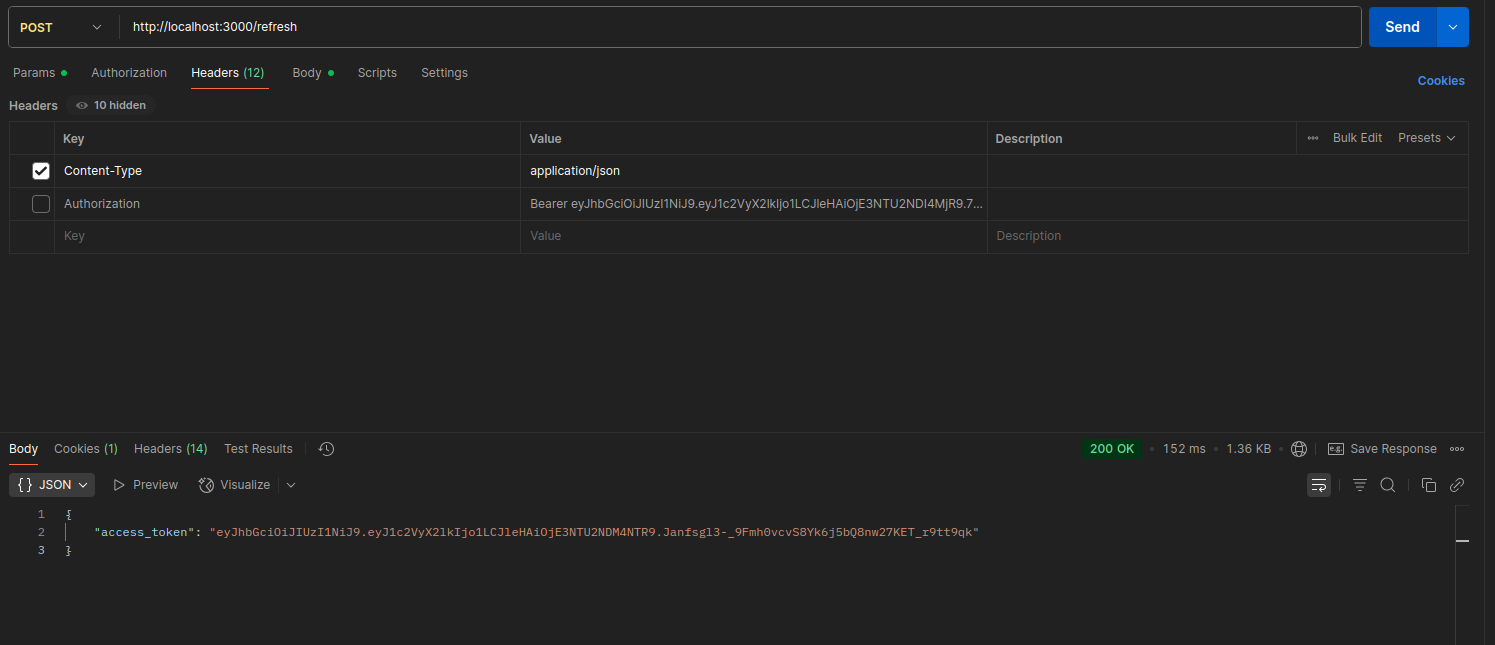 POST http://localhost:3000/refresh Send
Params Authorization Headers (12) Body Scripts Settings
Cookies
Headers 10 hidden
Key Value Description Bulk Edit Presets
Content-Type application/json
Authorization Bearer eyJhbGciOiJIUzI1NiJ9.eyJ1c2VyX2lkIjo1LCJleHAiOjE3NTU2NDI4MjR9.7...
Key Value Description
Body Cookies (1) Headers (14) Test Results 200 OK 152 ms 1.36 KB e.g. Save Response
{} JSON Preview Visualize
1 {
2 "access_token": "eyJhbGciOiJIUzI1NiJ9.eyJ1c2VyX2lkIjo1LCJleHAiOjE3NTU2NDM4NTR9.Janfsgl3-_9Fmh0vcvS8Yk6j5bQ8nw27KET_r9tt9qk"
3 }